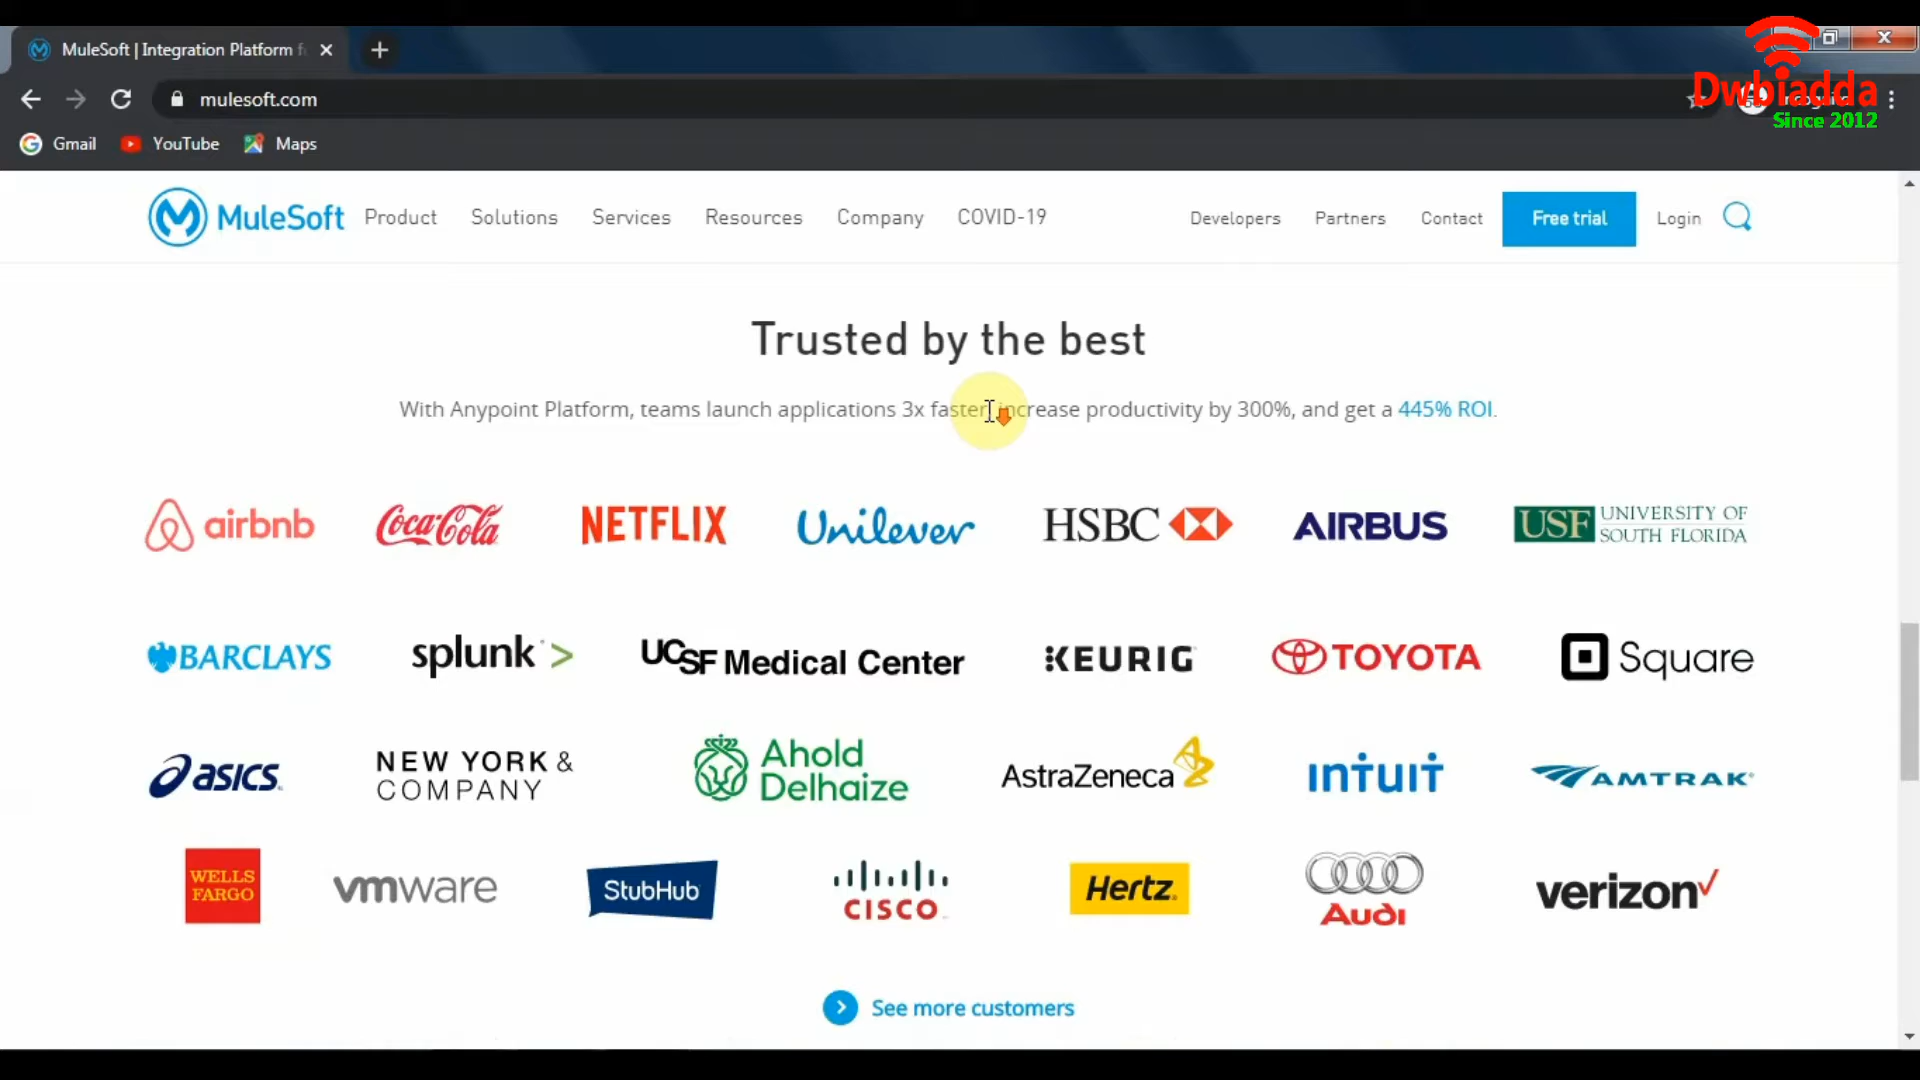 MuleSoft | Integration Platform f
mulesoft.com
Dwbiadda
Since 2012
Gmail YouTube Maps
MuleSoft Product Solutions Services Resources Company COVID-19 Developers Partners Contact Free trial Login
Trusted by the best
With Anypoint Platform, teams launch applications 3x faster, increase productivity by 300%, and get a 445% ROI.
airbnb Coca-Cola NETFLIX Unilever HSBC AIRBUS USF UNIVERSITY OF
SOUTH FLORIDA
BARCLAYS splunk> UCSF Medical Center KEURIG TOYOTA Square
asics NEW YORK &
COMPANY
Ahold
Delhaize
AstraZeneca intuit AMTRAK
WELLS
FARGO
vmware StubHub CISCO Hertz Audi verizon
See more customers